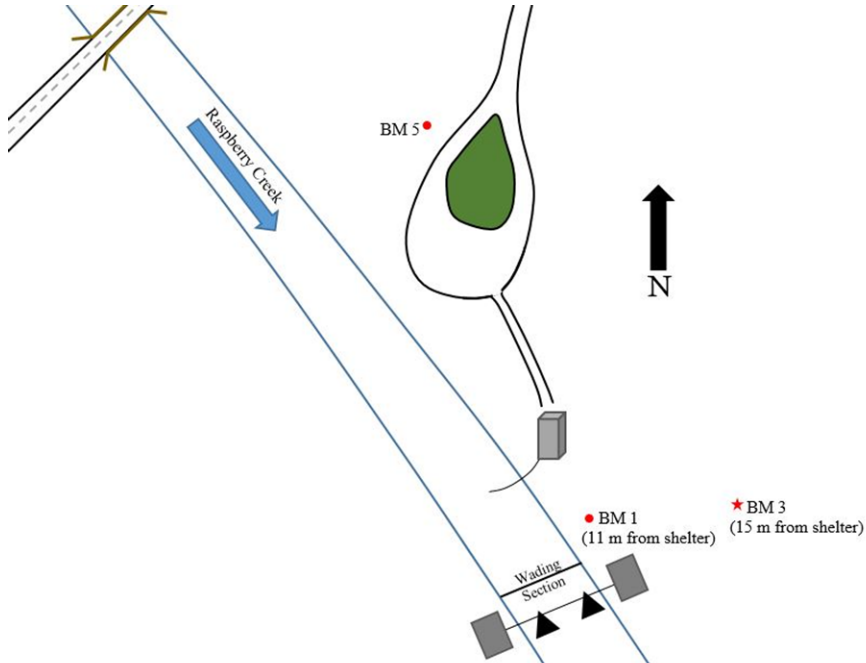 Raspberry Creek
BM 5
N
BM 1
(11 m from shelter)
BM 3
(15 m from shelter)
Wading
Section